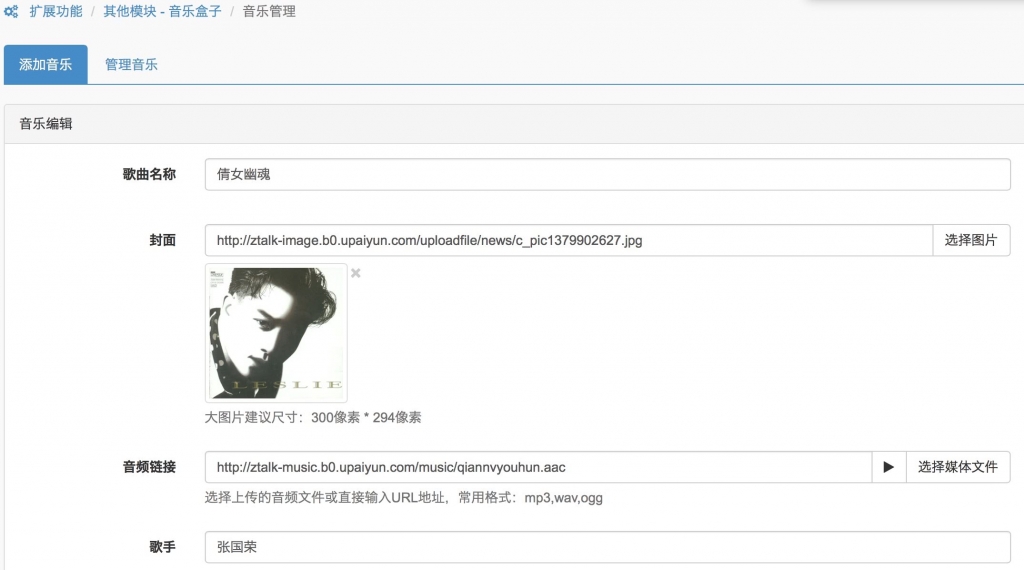 扩展功能 / 其他模块 - 音乐盒子 / 音乐管理
添加音乐 管理音乐
音乐编辑
歌曲名称 倩女幽魂
封面 http://ztalk-image.b0.upaiyun.com/uploadfile/news/c_pic1379902627.jpg 选择图片
×
LESLIE
大图片建议尺寸：300像素 * 294像素
音频链接 http://ztalk-music.b0.upaiyun.com/music/qiannvyouhun.aac 选择媒体文件
选择上传的音频文件或直接输入URL地址，常用格式：mp3,wav,ogg
歌手 张国荣